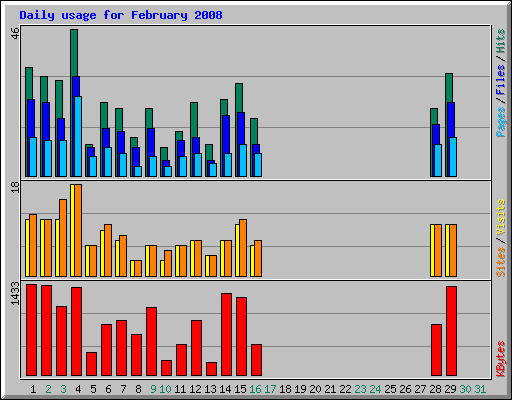 Daily usage for February 2008
46
Pages/Files/Hits
18
Sites/Visits
1433
KBytes
1 2 3 4 5 6 7 8 9 10 11 12 13 14 15 16 17 18 19 20 21 22 23 24 25 26 27 28 29 30 31